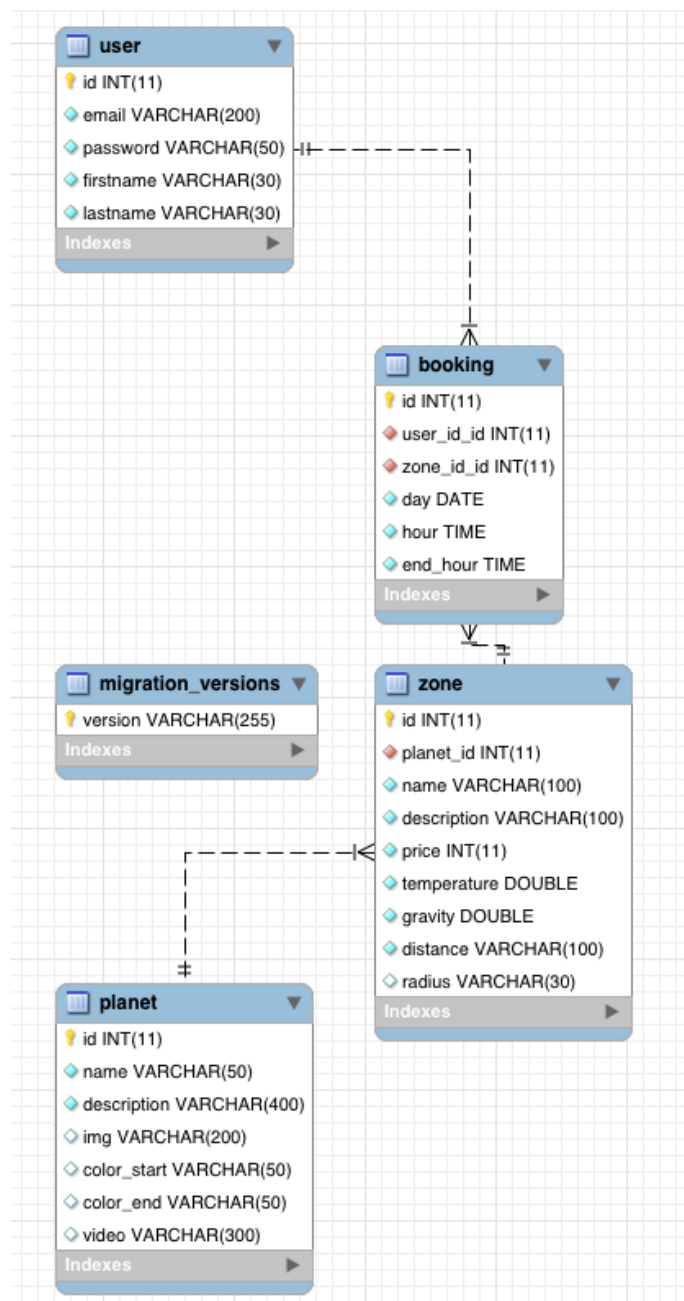 user
id INT(11)
email VARCHAR(200)
password VARCHAR(50)
firstname VARCHAR(30)
lastname VARCHAR(30)
Indexes
booking
id INT(11)
user_id_id INT(11)
zone_id_id INT(11)
day DATE
hour TIME
end_hour TIME
Indexes
migration_versions
version VARCHAR(255)
Indexes
zone
id INT(11)
planet_id INT(11)
name VARCHAR(100)
description VARCHAR(100)
price INT(11)
temperature DOUBLE
gravity DOUBLE
distance VARCHAR(100)
radius VARCHAR(30)
Indexes
planet
id INT(11)
name VARCHAR(50)
description VARCHAR(400)
img VARCHAR(200)
color_start VARCHAR(50)
color_end VARCHAR(50)
video VARCHAR(300)
Indexes